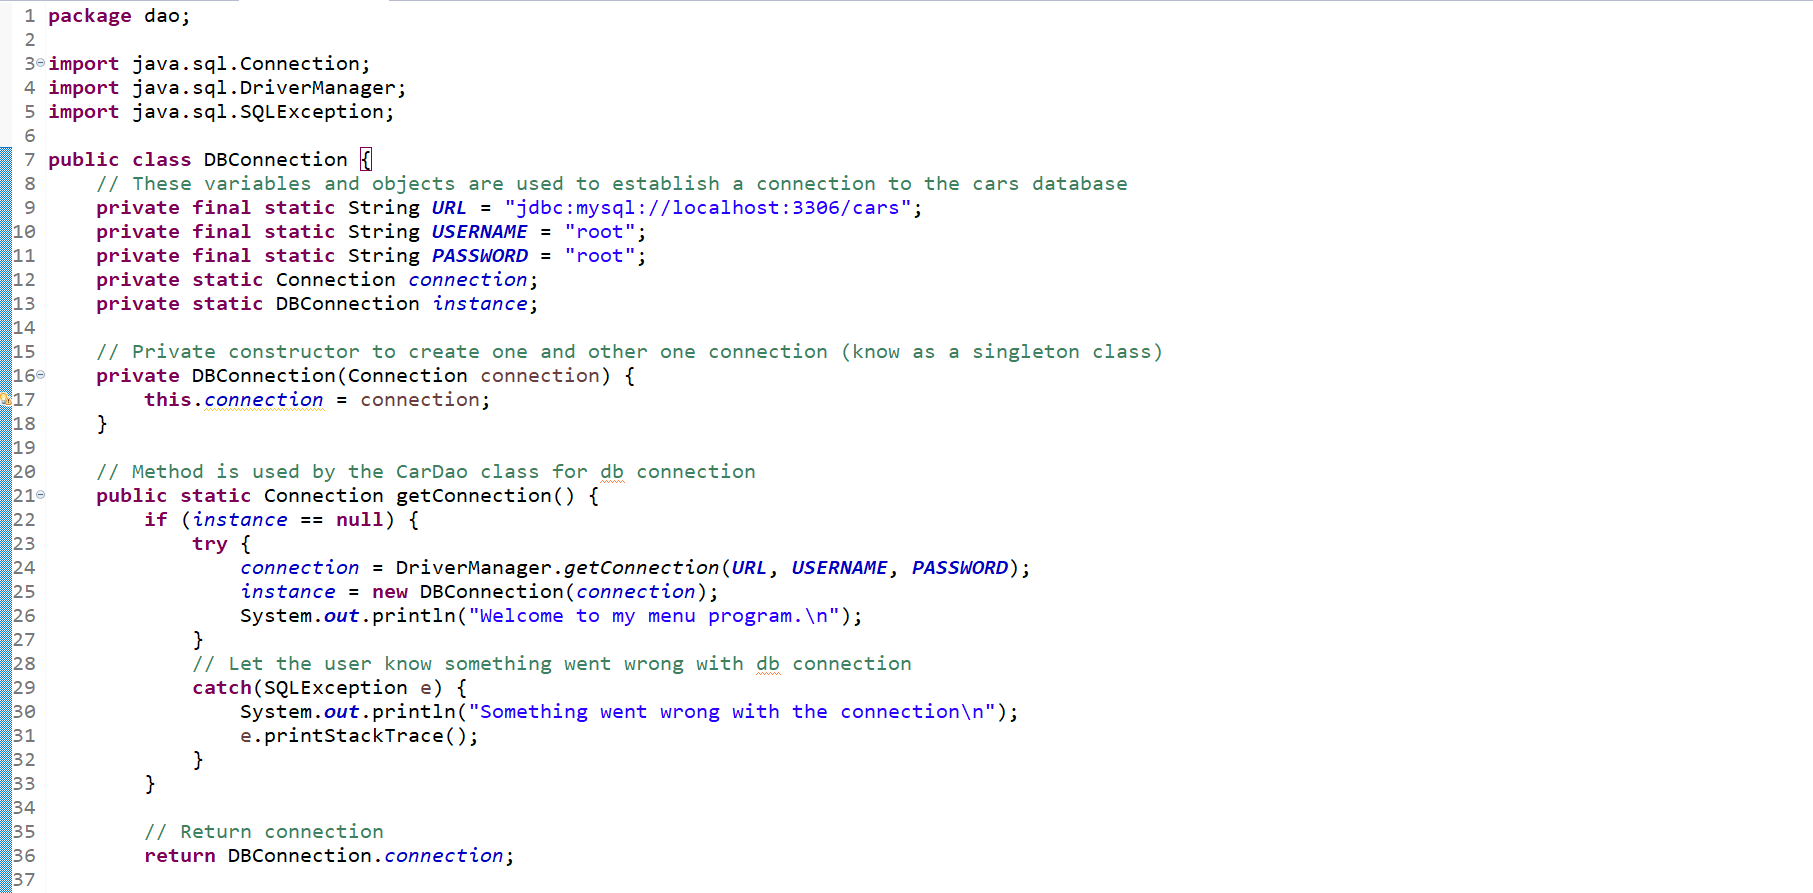 1 package dao;
2
3 import java.sql.Connection;
4 import java.sql.DriverManager;
5 import java.sql.SQLException;
6
7 public class DBConnection {
8     // These variables and objects are used to establish a connection to the cars database
9     private final static String URL = "jdbc:mysql://localhost:3306/cars";
10     private final static String USERNAME = "root";
11     private final static String PASSWORD = "root";
12     private static Connection connection;
13     private static DBConnection instance;
14
15     // Private constructor to create one and other one connection (know as a singleton class)
16     private DBConnection(Connection connection) {
17         this.connection = connection;
18     }
19
20     // Method is used by the CarDao class for db connection
21     public static Connection getConnection() {
22         if (instance == null) {
23             try {
24                 connection = DriverManager.getConnection(URL, USERNAME, PASSWORD);
25                 instance = new DBConnection(connection);
26                 System.out.println("Welcome to my menu program.\n");
27             }
28             // Let the user know something went wrong with db connection
29             catch(SQLException e) {
30                 System.out.println("Something went wrong with the connection\n");
31                 e.printStackTrace();
32             }
33         }
34
35         // Return connection
36         return DBConnection.connection;
37